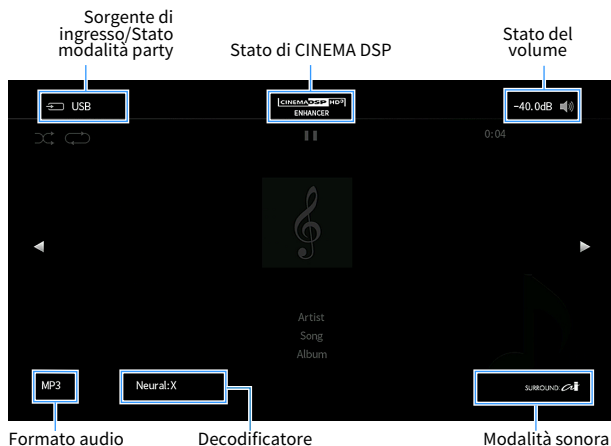 Sorgente di
ingresso/Stato
modalità party
Stato di CINEMA DSP
Stato del
volume
USB
CINEMA DSP HD³
ENHANCER
-40.0dB
0:04
Artist
Song
Album
MP3
Neural:X
SURROUND:AI
Formato audio
Decodificatore
Modalità sonora